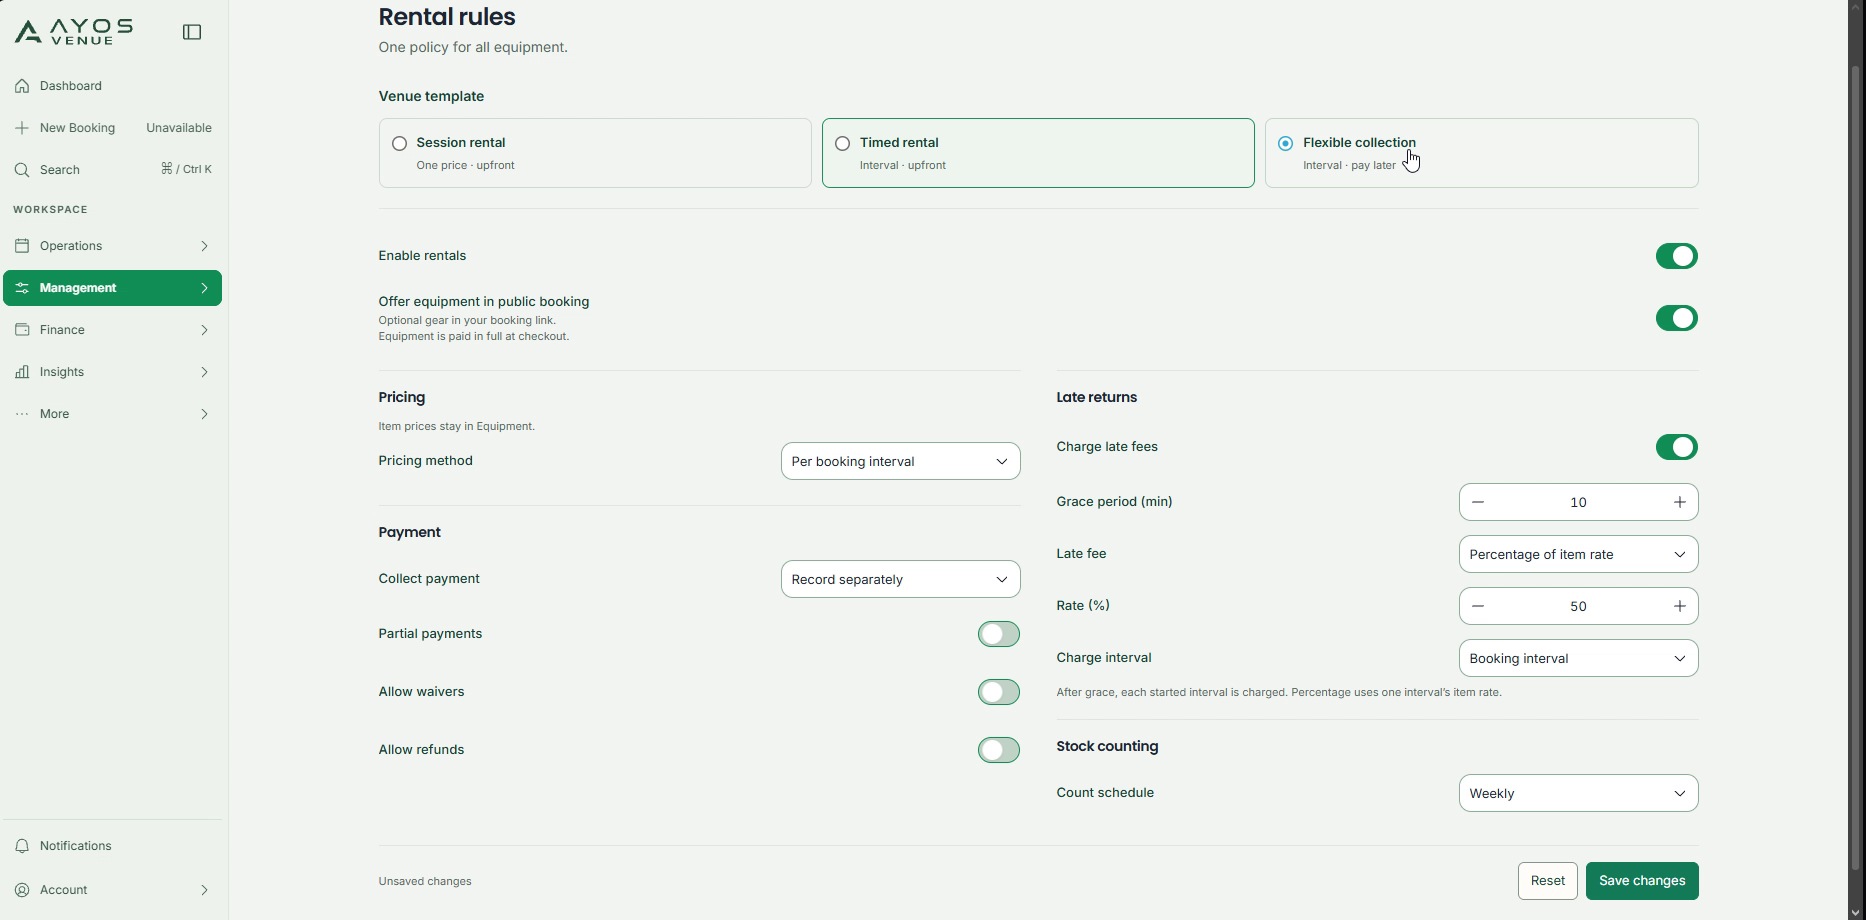 AYOS
VENUE
Dashboard
New Booking Unavailable
Search ⌘ / Ctrl K
WORKSPACE
Operations
Management
Finance
Insights
More
Notifications
Account
Rental rules
One policy for all equipment.
Venue template
Session rental
One price · upfront
Timed rental
Interval · upfront
Flexible collection
Interval · pay later
Enable rentals
Offer equipment in public booking
Optional gear in your booking link.
Equipment is paid in full at checkout.
Pricing
Item prices stay in Equipment.
Pricing method Per booking interval
Payment
Collect payment Record separately
Partial payments
Allow waivers
Allow refunds
Late returns
Charge late fees
Grace period (min) 10
Late fee Percentage of item rate
Rate (%) 50
Charge interval Booking interval
After grace, each started interval is charged. Percentage uses one interval’s item rate.
Stock counting
Count schedule Weekly
Unsaved changes
Reset Save changes